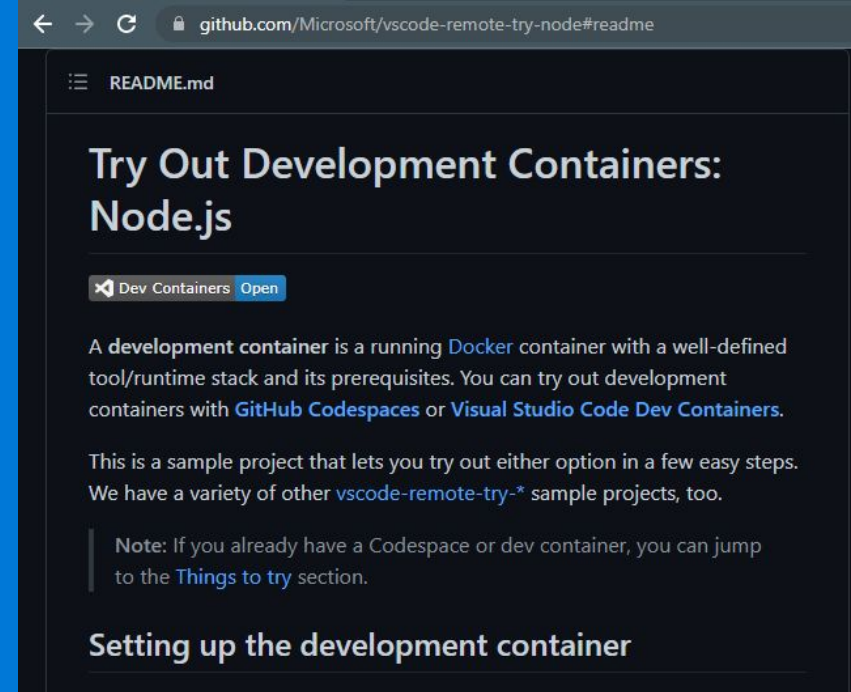 github.com/Microsoft/vscode-remote-try-node#readme
README.md
Try Out Development Containers:
Node.js
Dev Containers Open
A development container is a running Docker container with a well-defined
tool/runtime stack and its prerequisites. You can try out development
containers with GitHub Codespaces or Visual Studio Code Dev Containers.
This is a sample project that lets you try out either option in a few easy steps.
We have a variety of other vscode-remote-try-* sample projects, too.
Note: If you already have a Codespace or dev container, you can jump
to the Things to try section.
Setting up the development container